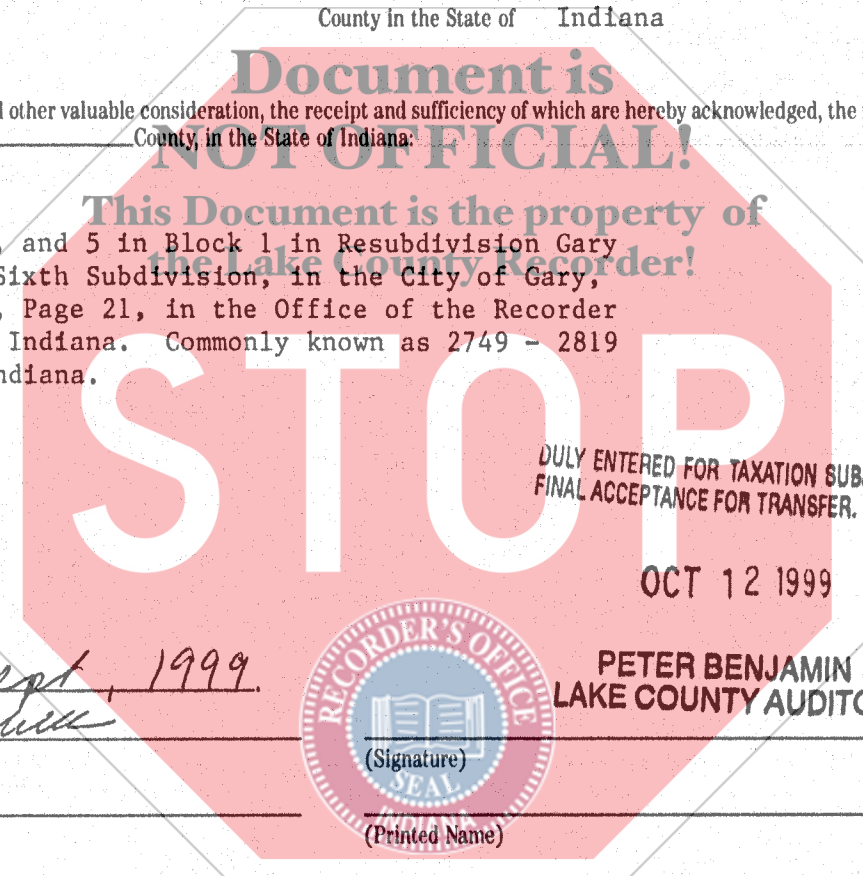 County in the State of Indiana
Document is
other valuable consideration, the receipt and sufficiency of which are hereby acknowledged, the
County, in the State of Indiana:
NOT OFFICIAL!
This Document is the property of
and 5 in Block 1 in Resubdivision Gary
the Lake County Recorder!
Sixth Subdivision, in the City of Gary,
, Page 21, in the Office of the Recorder
Indiana. Commonly known as 2749 - 2819
ndiana.
STOP
DULY ENTERED FOR TAXATION SUB
FINAL ACCEPTANCE FOR TRANSFER.
OCT 12 1999
RECORDER'S OFFICE
Sept, 1999.
PETER BENJAMIN
LAKE COUNTY AUDITO
(Signature)
SEAL
INDIANA
(Printed Name)